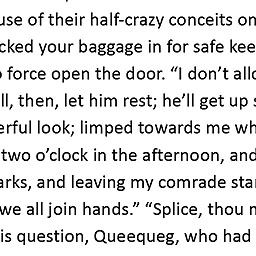 use of their half-crazy conceits on
cked your baggage in for safe kee
force open the door. “I don’t allo
ll, then, let him rest; he’ll get up s
erful look; limped towards me wh
two o’clock in the afternoon, and
arks, and leaving my comrade sta
we all join hands.” “Splice, thou
is question, Queequeg, who had